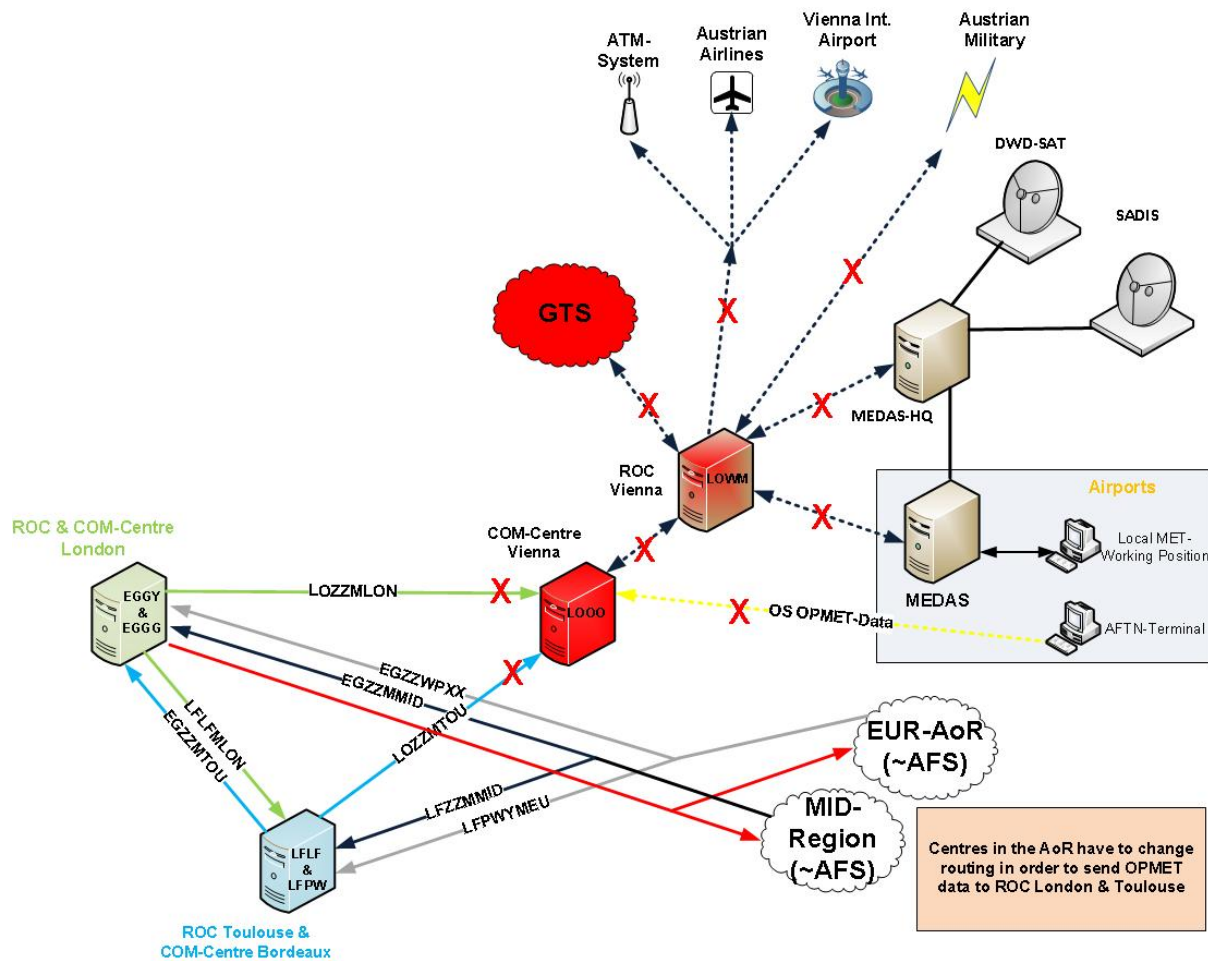 ATM-
System
Austrian
Airlines
Vienna Int.
Airport
Austrian
Military
DWD-SAT
SADIS
X
X
GTS
X
X
MEDAS-HQ
ROC
Vienna
LOWM
X
X
Airports
Local MET-
Working Position
MEDAS
AFTN-Terminal
ROC & COM-Centre
London
COM-Centre
Vienna
EGGY
&
EGGG
LOZZMLON
X
LOOO
X
OS OPMET-Data
X
EGZZWPXX
EGZZMMID
LFLFMLON
EGZZMTOU
LOZZMTOU
LFZZMMID
LFPWYMEU
EUR-AoR
(~AFS)
MID-
Region
(~AFS)
LFLF
&
LFPW
ROC Toulouse &
COM-Centre Bordeaux
Centres in the AoR have to change
routing in order to send OPMET
data to ROC London & Toulouse